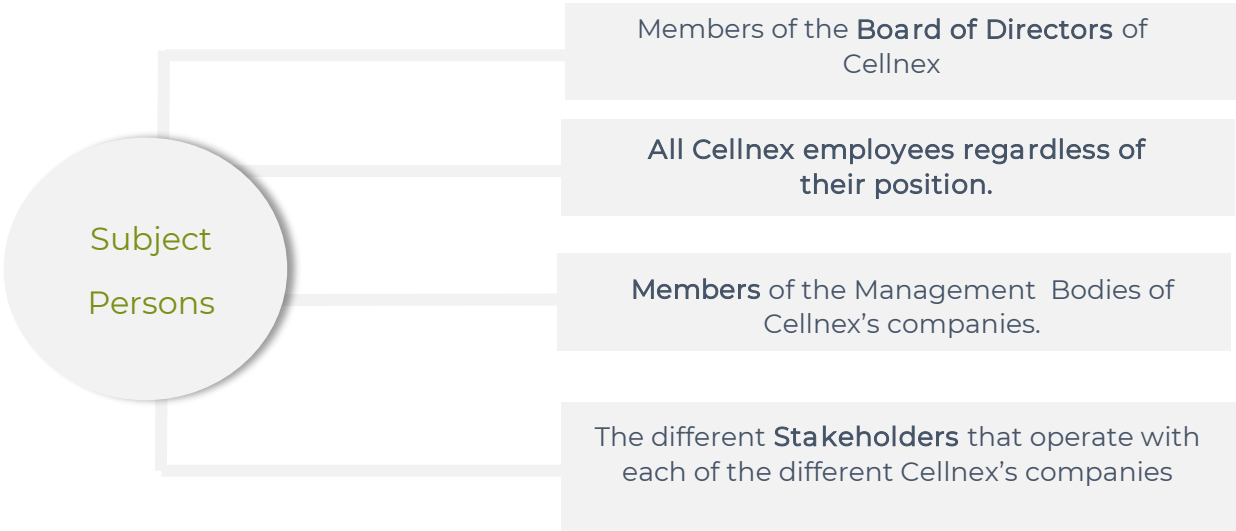 Members of the Board of Directors of
Cellnex
All Cellnex employees regardless of
their position.
Subject
Persons
Members of the Management Bodies of
Cellnex’s companies.
The different Stakeholders that operate with
each of the different Cellnex’s companies